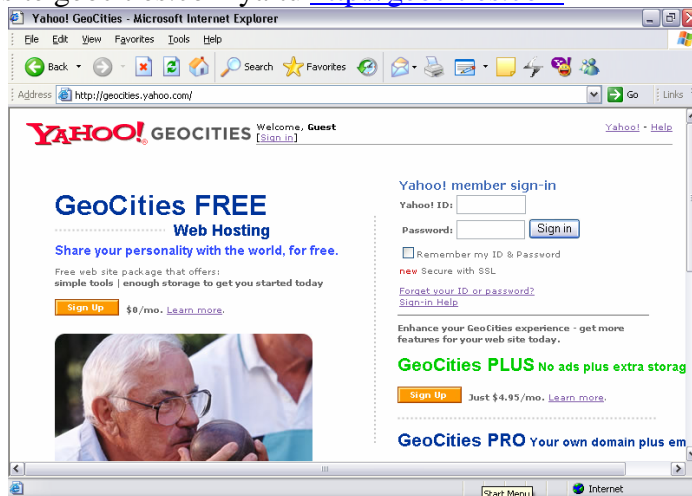 Yahoo! GeoCities - Microsoft Internet Explorer
File Edit View Favorites Tools Help
Back Search Favorites
Address http://geocities.yahoo.com/ Go Links
YAHOO! GEOCITIES Welcome, Guest
[Sign in]
Yahoo! - Help
GeoCities FREE
Web Hosting
Share your personality with the world, for free.
Free web site package that offers:
simple tools | enough storage to get you started today
Sign Up $0/mo. Learn more.
Yahoo! member sign-in
Yahoo! ID:
Password: Sign in
Remember my ID & Password
new Secure with SSL
Forget your ID or password?
Sign-in Help
Enhance your GeoCities experience - get more
features for your web site today.
GeoCities PLUS No ads plus extra storag
Sign Up Just $4.95/mo. Learn more.
GeoCities PRO Your own domain plus em
Start Menu
Internet